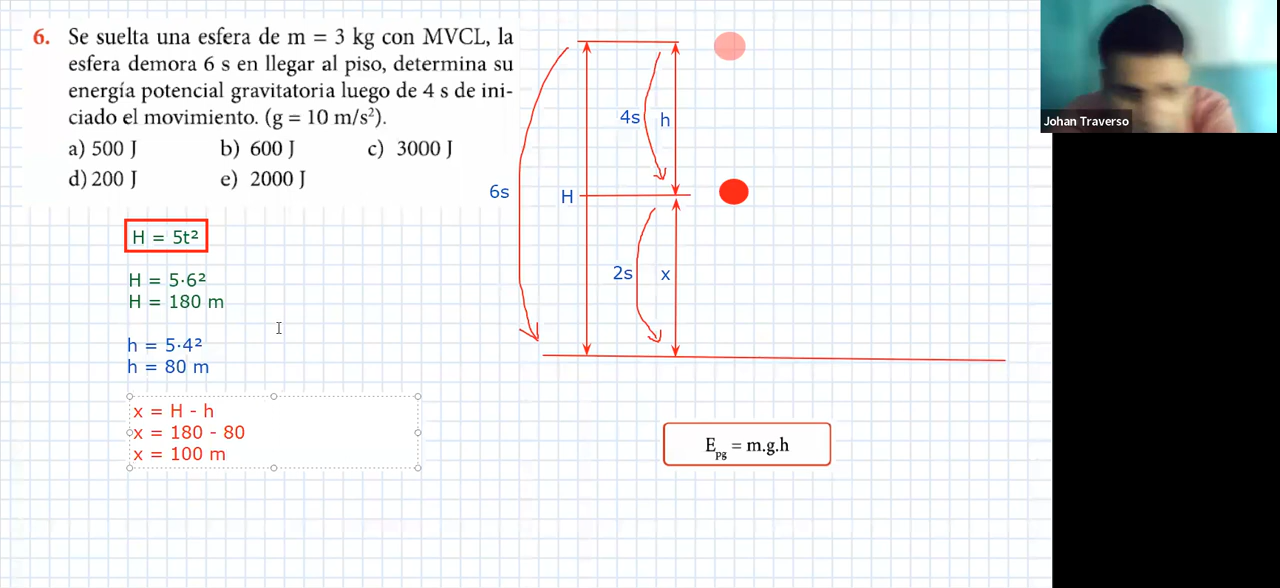 6. Se suelta una esfera de m = 3 kg con MVCL, la
esfera demora 6 s en llegar al piso, determina su
energía potencial gravitatoria luego de 4 s de ini-
ciado el movimiento. (g = 10 m/s²).
a) 500 J b) 600 J c) 3000 J
d) 200 J e) 2000 J
H = 5t²
H = 5·6²
H = 180 m
h = 5·4²
h = 80 m
x = H - h
x = 180 - 80
x = 100 m
6s
H
4s h
2s x
Epg = m.g.h
Johan Traverso